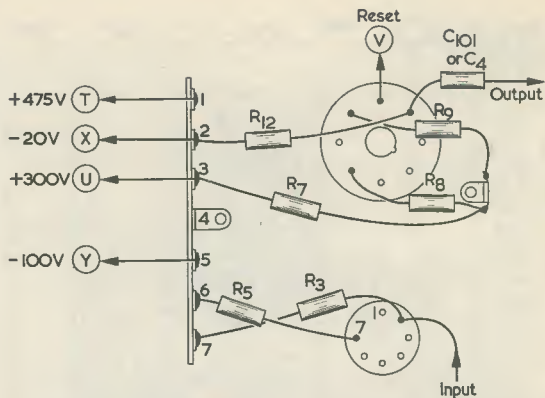 Reset
V
C101
or C4
Output
+475V T 1
-20V X 2
R12
R9
+300V U 3
R7
R8
4
-100V Y 5
6
R5
R3
1
7
7
Input